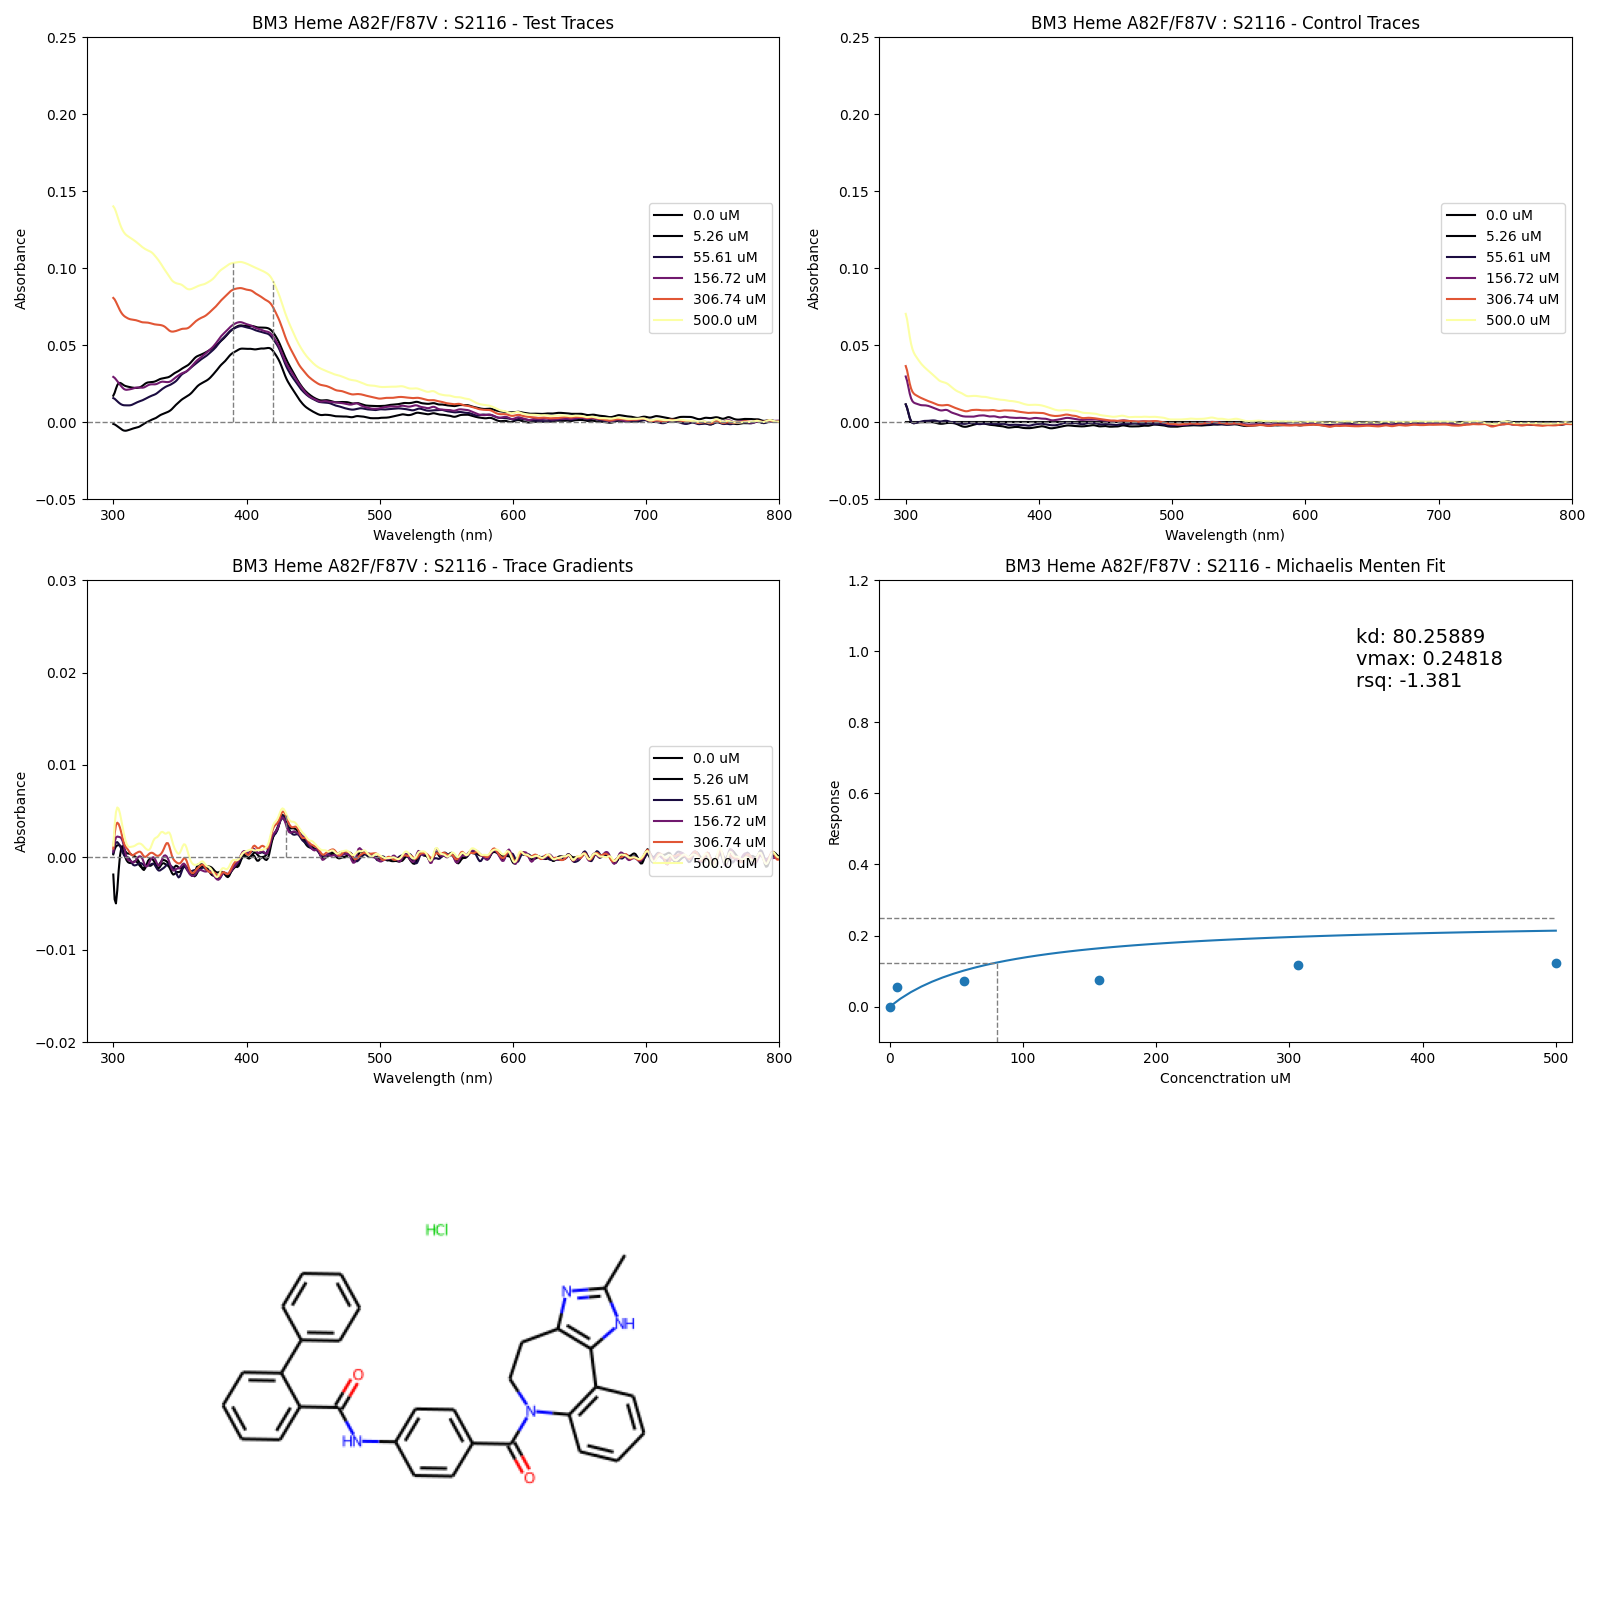 BM3 Heme A82F/F87V : S2116 - Test Traces
0.25
0.20
0.15
0.10
0.05
0.00
−0.05
Absorbance
300 400 500 600 700 800
Wavelength (nm)
0.0 uM
5.26 uM
55.61 uM
156.72 uM
306.74 uM
500.0 uM
BM3 Heme A82F/F87V : S2116 - Control Traces
0.25
0.20
0.15
0.10
0.05
0.00
−0.05
Absorbance
300 400 500 600 700 800
Wavelength (nm)
0.0 uM
5.26 uM
55.61 uM
156.72 uM
306.74 uM
500.0 uM
BM3 Heme A82F/F87V : S2116 - Trace Gradients
0.03
0.02
0.01
0.00
−0.01
−0.02
Absorbance
300 400 500 600 700 800
Wavelength (nm)
0.0 uM
5.26 uM
55.61 uM
156.72 uM
306.74 uM
500.0 uM
BM3 Heme A82F/F87V : S2116 - Michaelis Menten Fit
1.2
1.0
0.8
0.6
0.4
0.2
0.0
Response
kd: 80.25889
vmax: 0.24818
rsq: -1.381
0 100 200 300 400 500
Concenctration uM
HCl
N
NH
O
N
HN
O